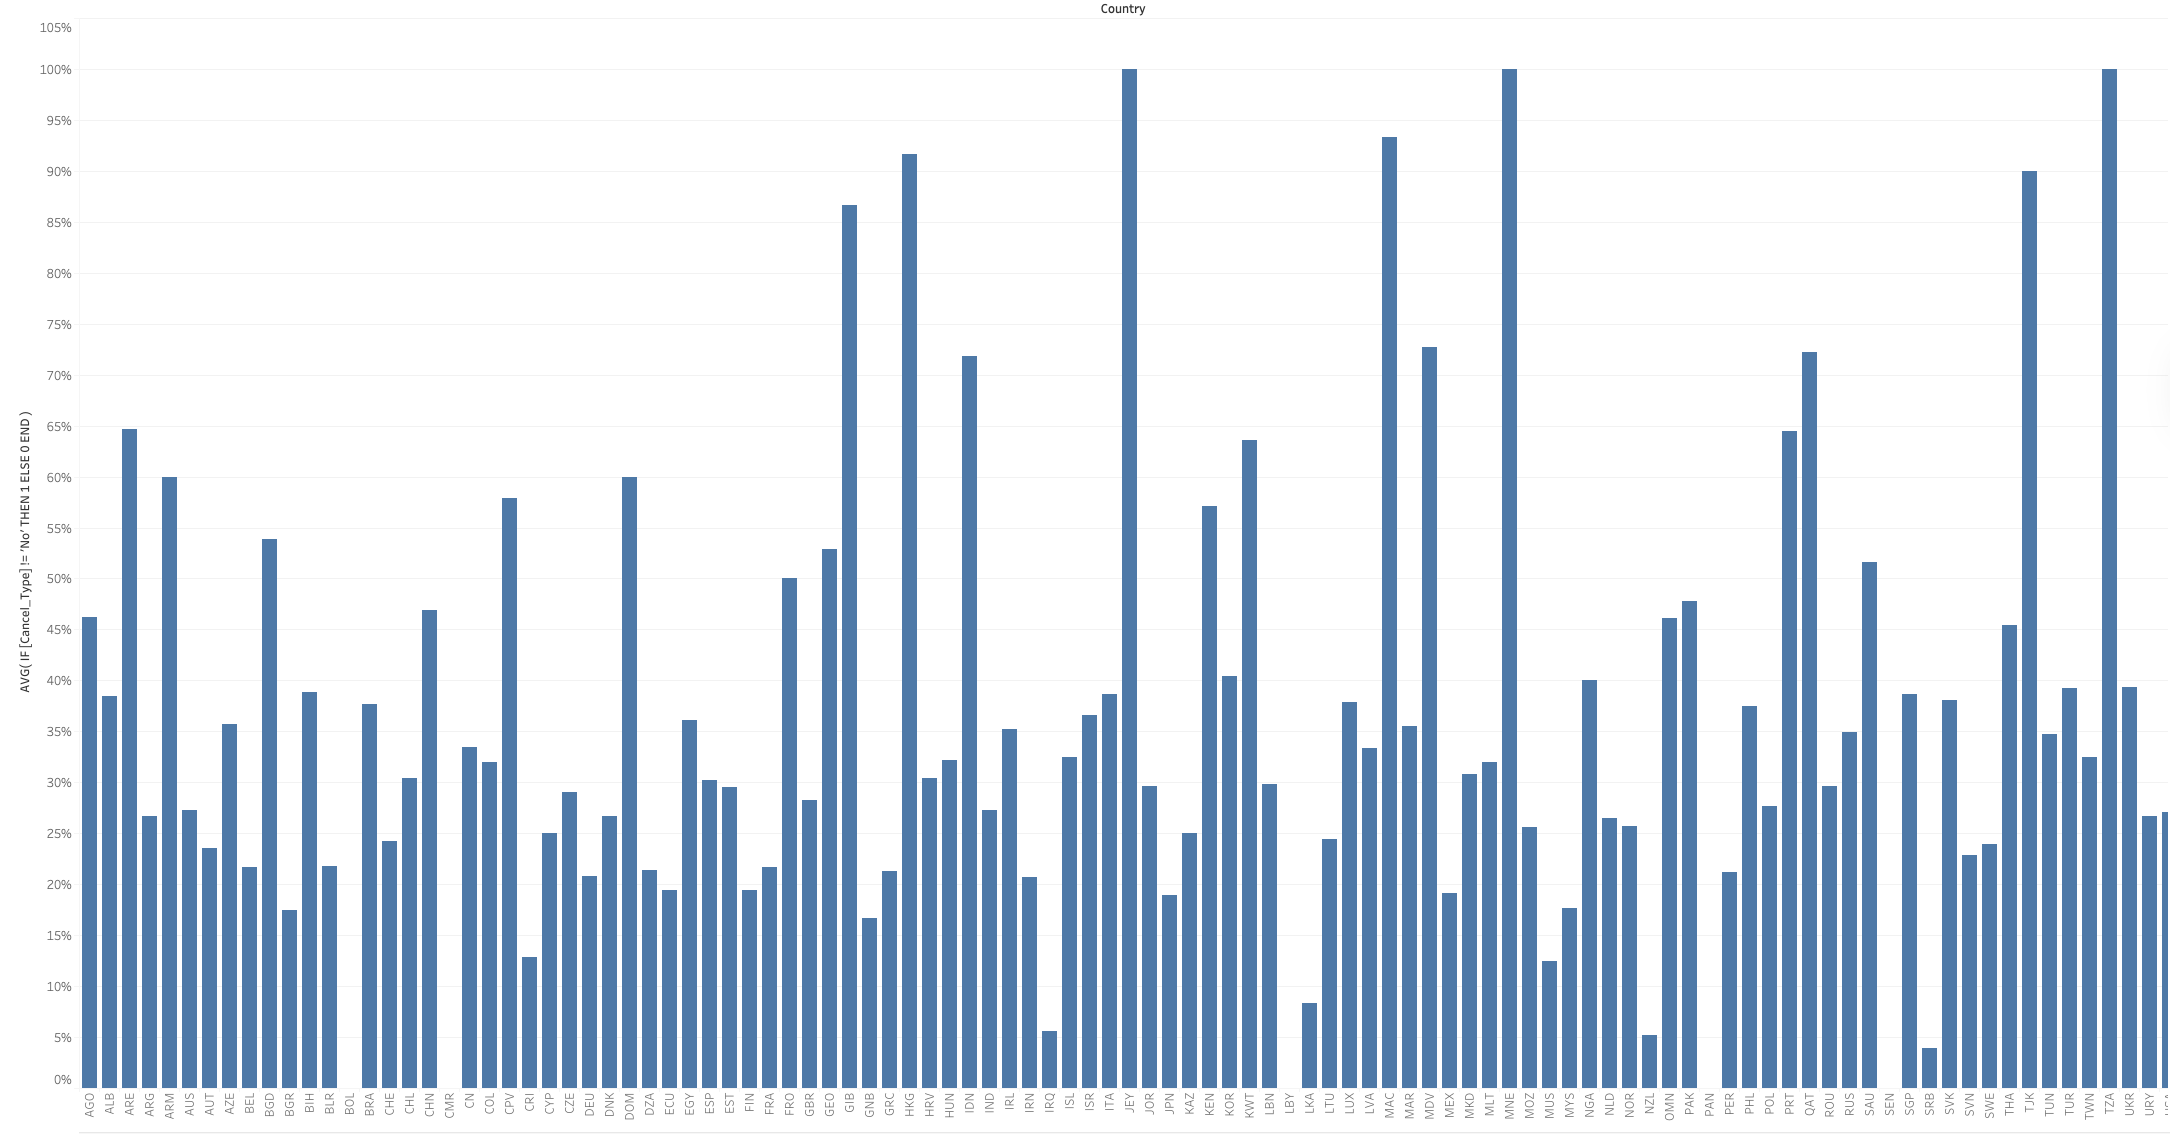 Country
105%
100%
95%
90%
85%
80%
75%
70%
65%
60%
55%
50%
45%
40%
35%
30%
25%
20%
15%
10%
5%
0%
AVG( IF [Cancel_Type] != 'No' THEN 1 ELSE 0 END )
AGO
ALB
ARE
ARG
ARM
AUS
AUT
AZE
BEL
BGD
BGR
BIH
BLR
BOL
BRA
CHE
CHL
CHN
CMR
CN
COL
CPV
CRI
CYP
CZE
DEU
DNK
DOM
DZA
ECU
EGY
ESP
EST
FIN
FRA
FRO
GBR
GEO
GIB
GNB
GRC
HKG
HRV
HUN
IDN
IND
IRL
IRN
IRQ
ISL
ISR
ITA
JEY
JOR
JPN
KAZ
KEN
KOR
KWT
LBN
LBY
LKA
LTU
LUX
LVA
MAC
MAR
MDV
MEX
MKD
MLT
MNE
MOZ
MUS
MYS
NGA
NLD
NOR
NZL
OMN
PAK
PAN
PER
PHL
POL
PRT
QAT
ROU
RUS
SAU
SEN
SGP
SRB
SVK
SVN
SWE
THA
TJK
TUN
TUR
TWN
TZA
UKR
URY